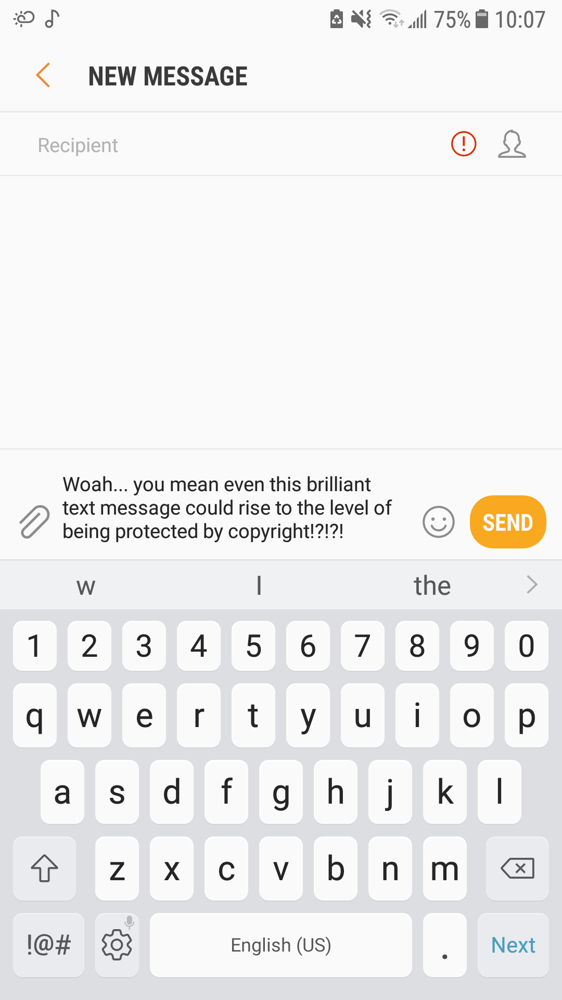 75% 10:07
NEW MESSAGE
Recipient
Woah... you mean even this brilliant
text message could rise to the level of
being protected by copyright!?!?!
SEND
w I the
1 2 3 4 5 6 7 8 9 0
q w e r t y u i o p
a s d f g h j k l
z x c v b n m
!@# English (US) . Next